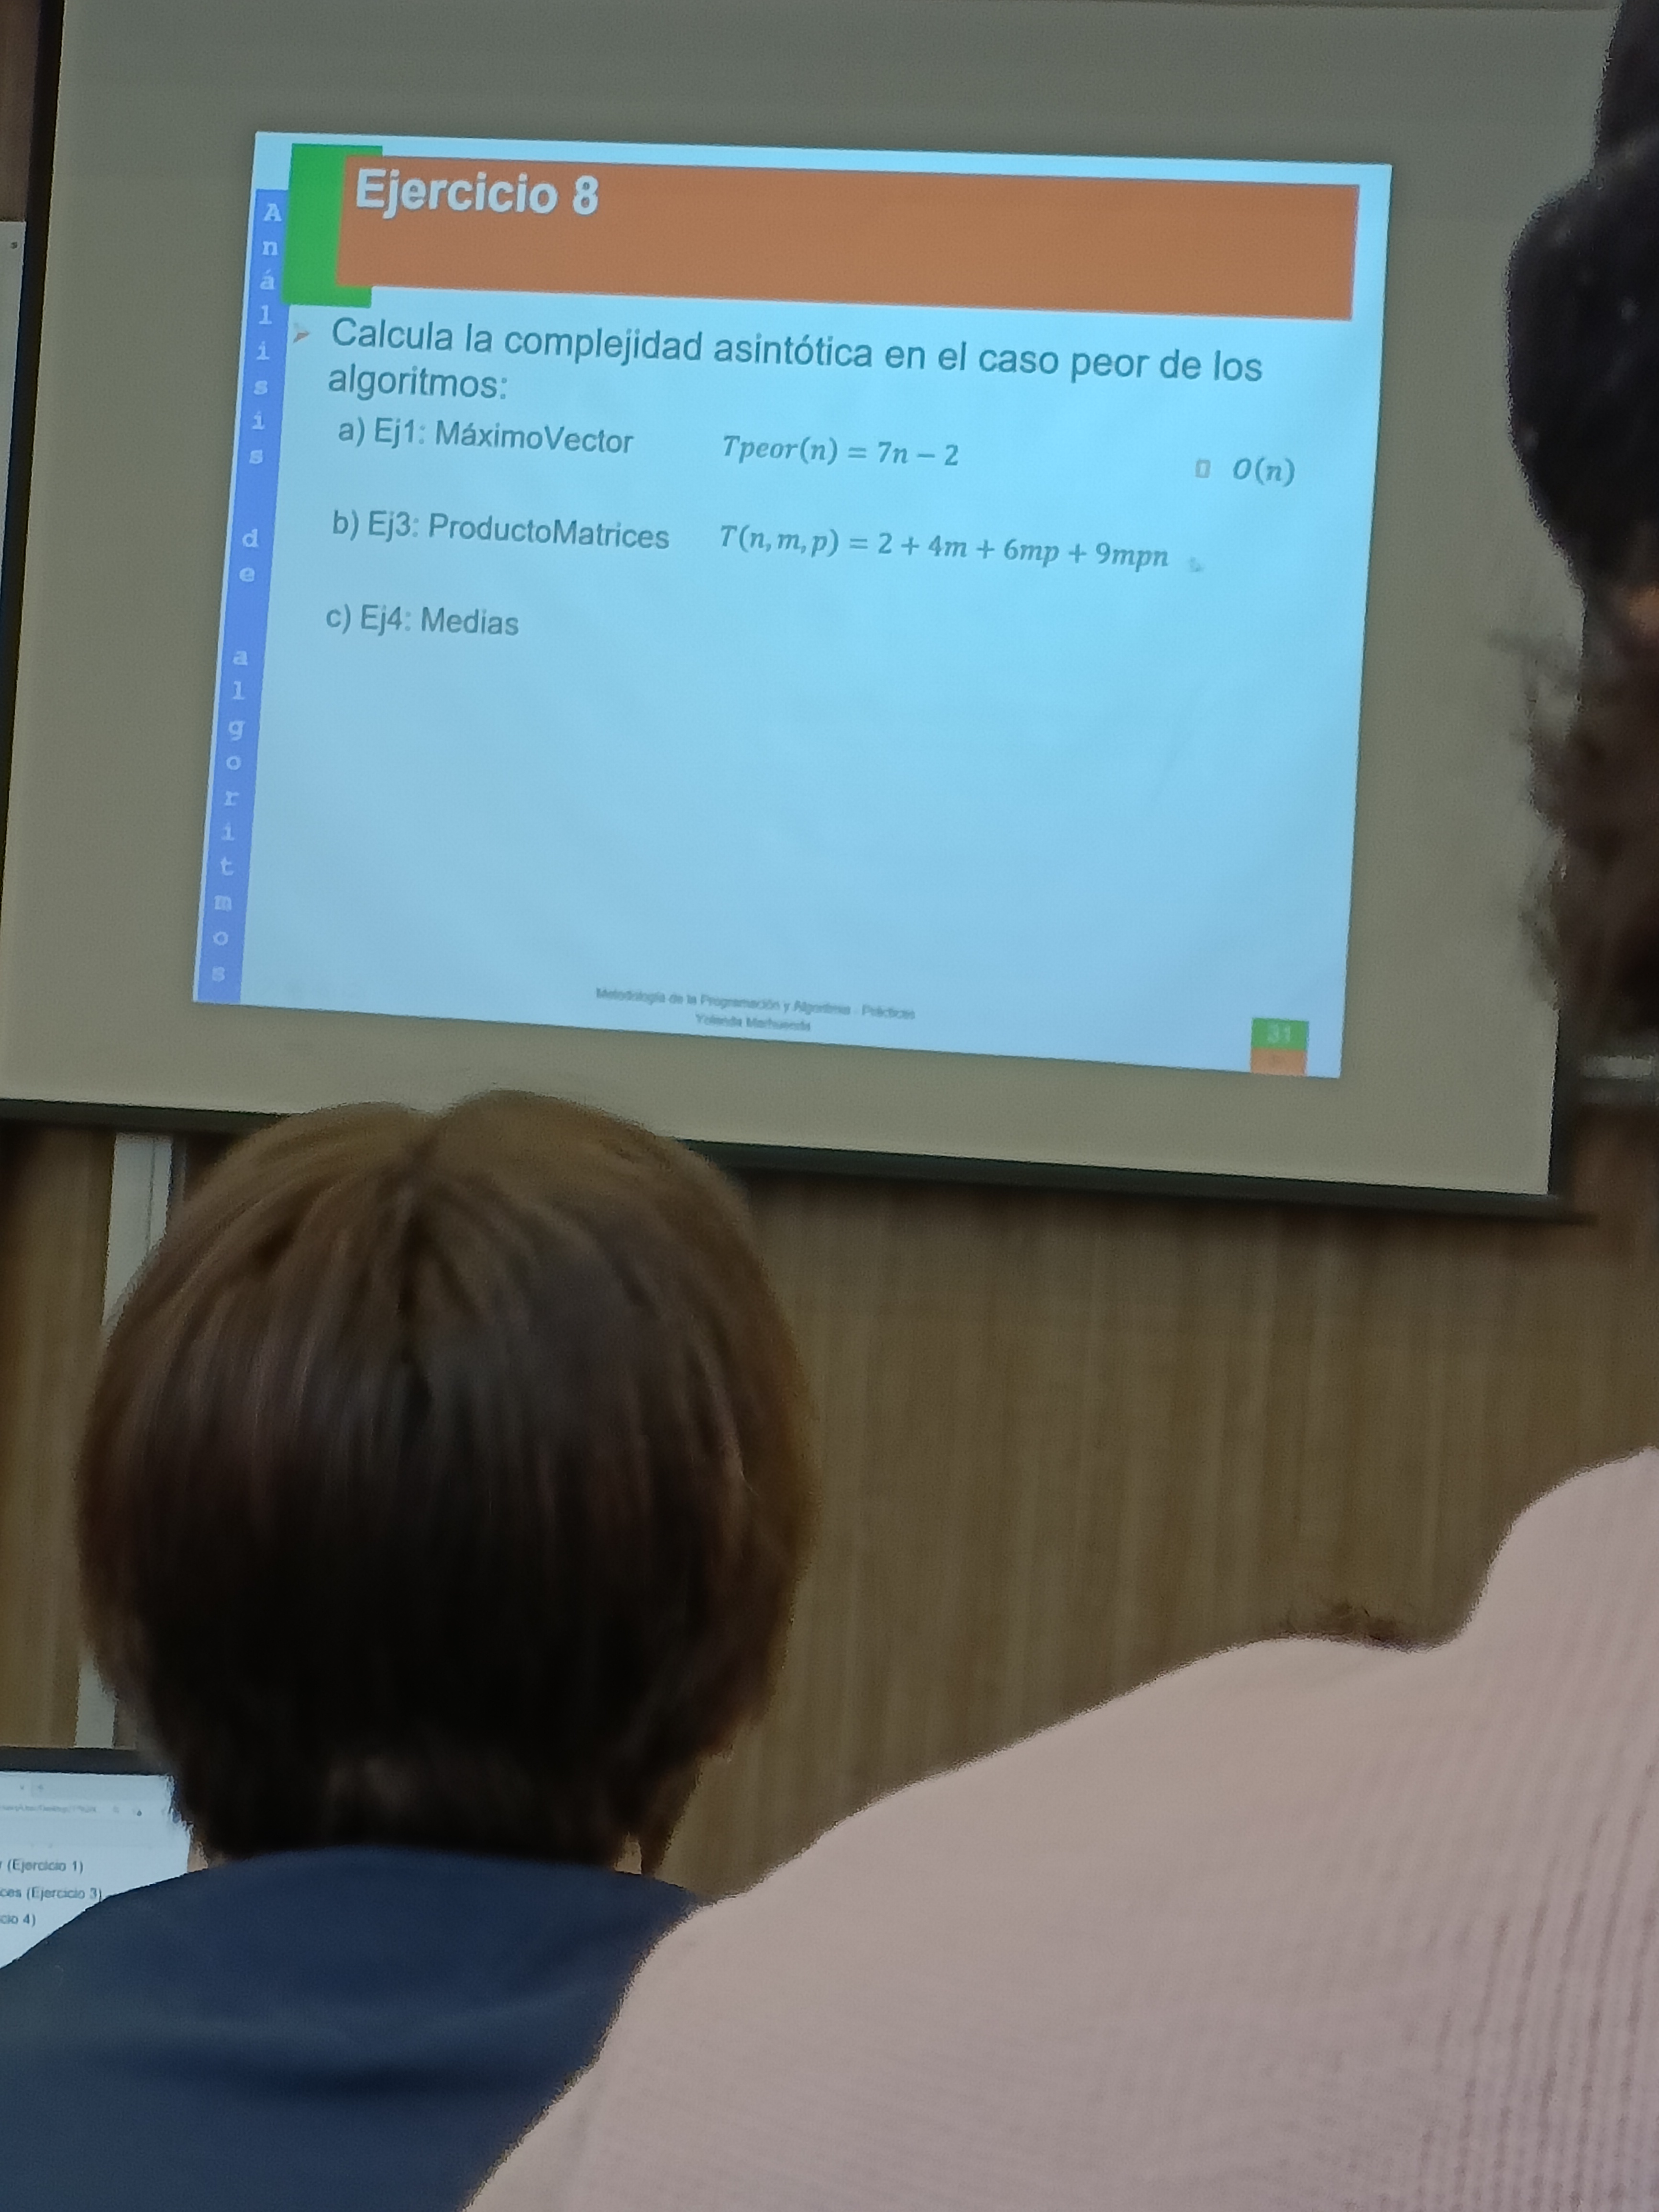 Ejercicio 8
Análisis de algoritmos
Calcula la complejidad asintótica en el caso peor de los
algoritmos:
a) Ej1: MáximoVector Tpeor(n) = 7n − 2 O(n)
b) Ej3: ProductoMatrices T(n, m, p) = 2 + 4m + 6mp + 9mpn
c) Ej4: Medias
Metodología de la Programación y Algoritmia - Prácticas
Yolanda Marhuenda
31
(Ejercicio 1)
ces (Ejercicio 3)
cio 4)